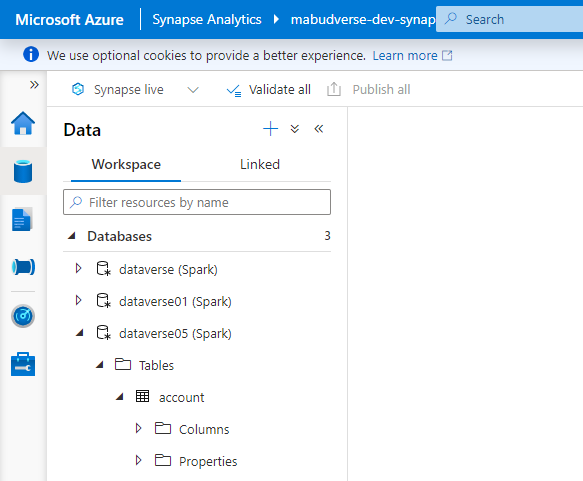 Microsoft Azure Synapse Analytics mabudverse-dev-synap Search
We use optional cookies to provide a better experience. Learn more
Synapse live Validate all Publish all
Data
Workspace Linked
Filter resources by name
Databases 3
dataverse (Spark)
dataverse01 (Spark)
dataverse05 (Spark)
Tables
account
Columns
Properties